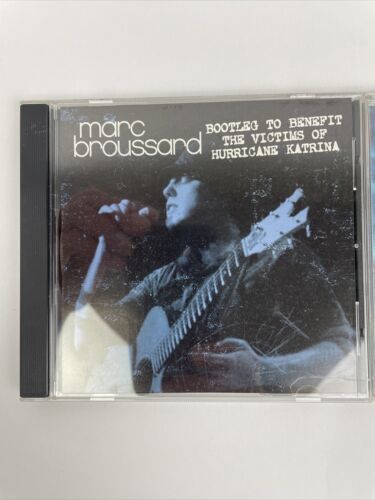 marc
broussard
BOOTLEG TO BENEFIT
THE VICTIMS OF
HURRICANE KATRINA